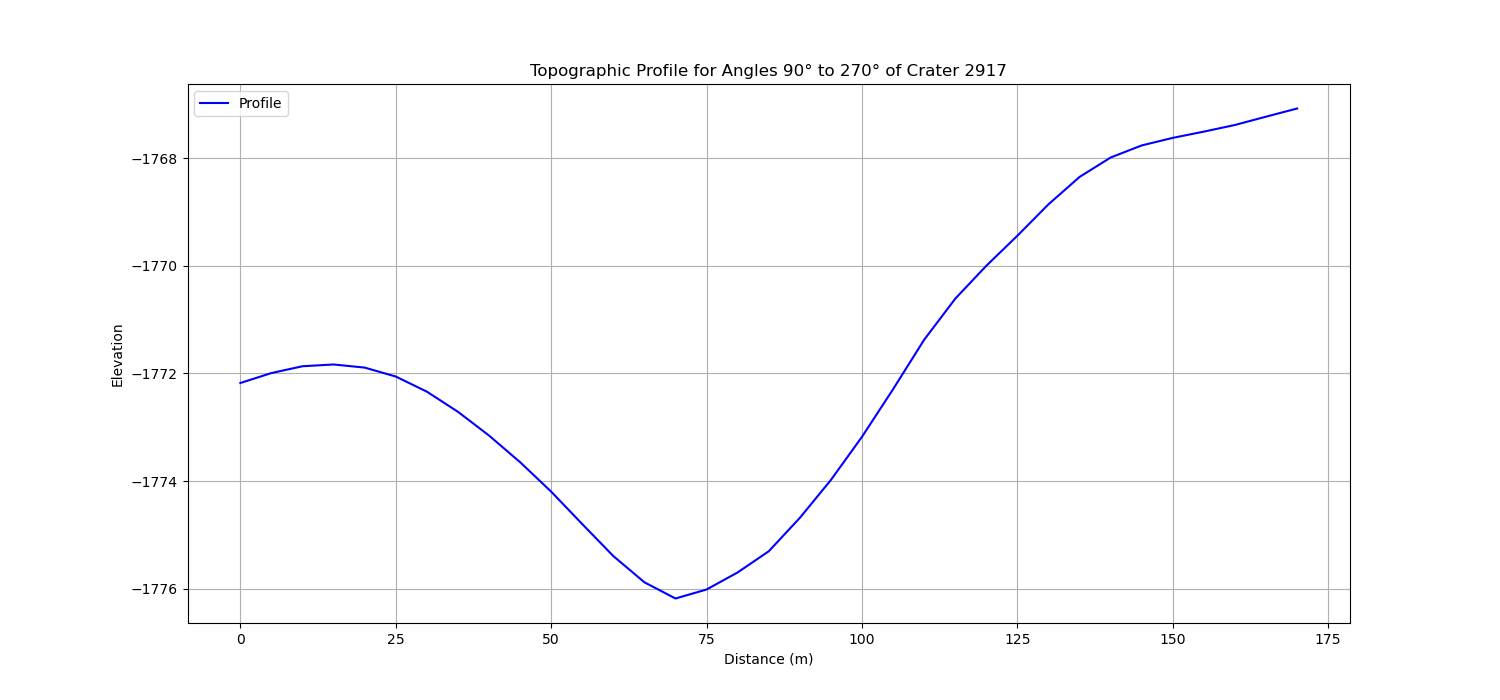 Topographic Profile for Angles 90° to 270° of Crater 2917
Profile
−1768
−1770
−1772
−1774
−1776
Elevation
0 25 50 75 100 125 150 175
Distance (m)